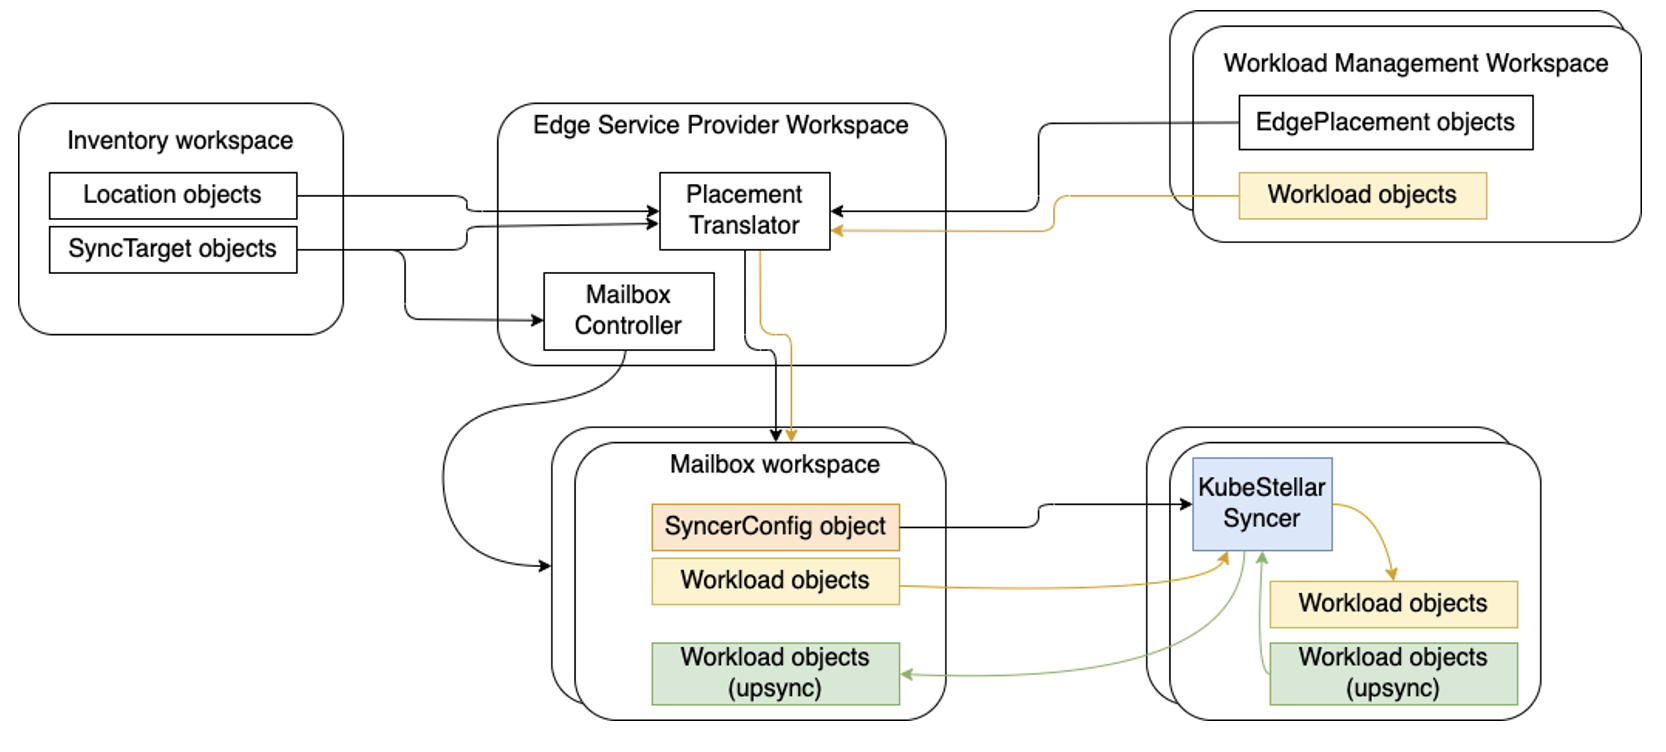 Inventory workspace
Location objects
SyncTarget objects
Edge Service Provider Workspace
Placement
Translator
Mailbox
Controller
Workload Management Workspace
EdgePlacement objects
Workload objects
Mailbox workspace
SyncerConfig object
Workload objects
Workload objects
(upsync)
KubeStellar
Syncer
Workload objects
Workload objects
(upsync)